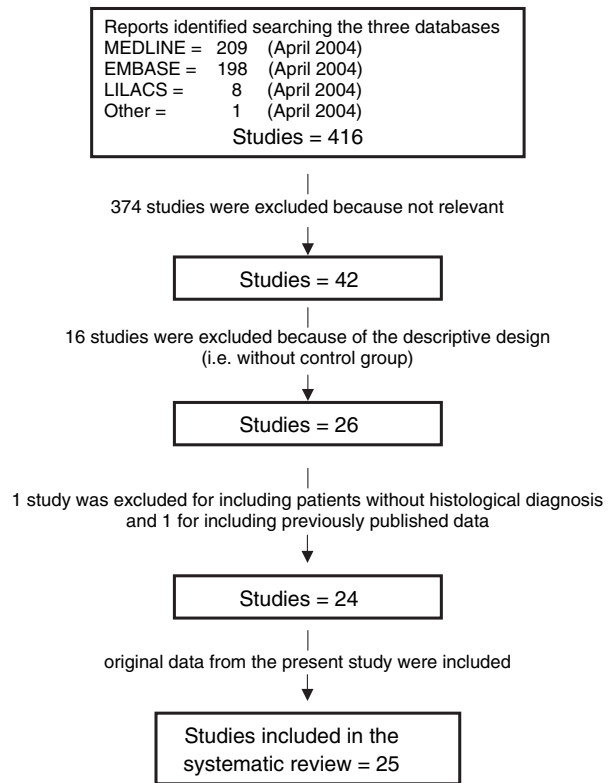 Reports identified searching the three databases
MEDLINE = 209 (April 2004)
EMBASE = 198 (April 2004)
LILACS = 8 (April 2004)
Other = 1 (April 2004)
Studies = 416
374 studies were excluded because not relevant
Studies = 42
16 studies were excluded because of the descriptive design
(i.e. without control group)
Studies = 26
1 study was excluded for including patients without histological diagnosis
and 1 for including previously published data
Studies = 24
original data from the present study were included
Studies included in the
systematic review = 25